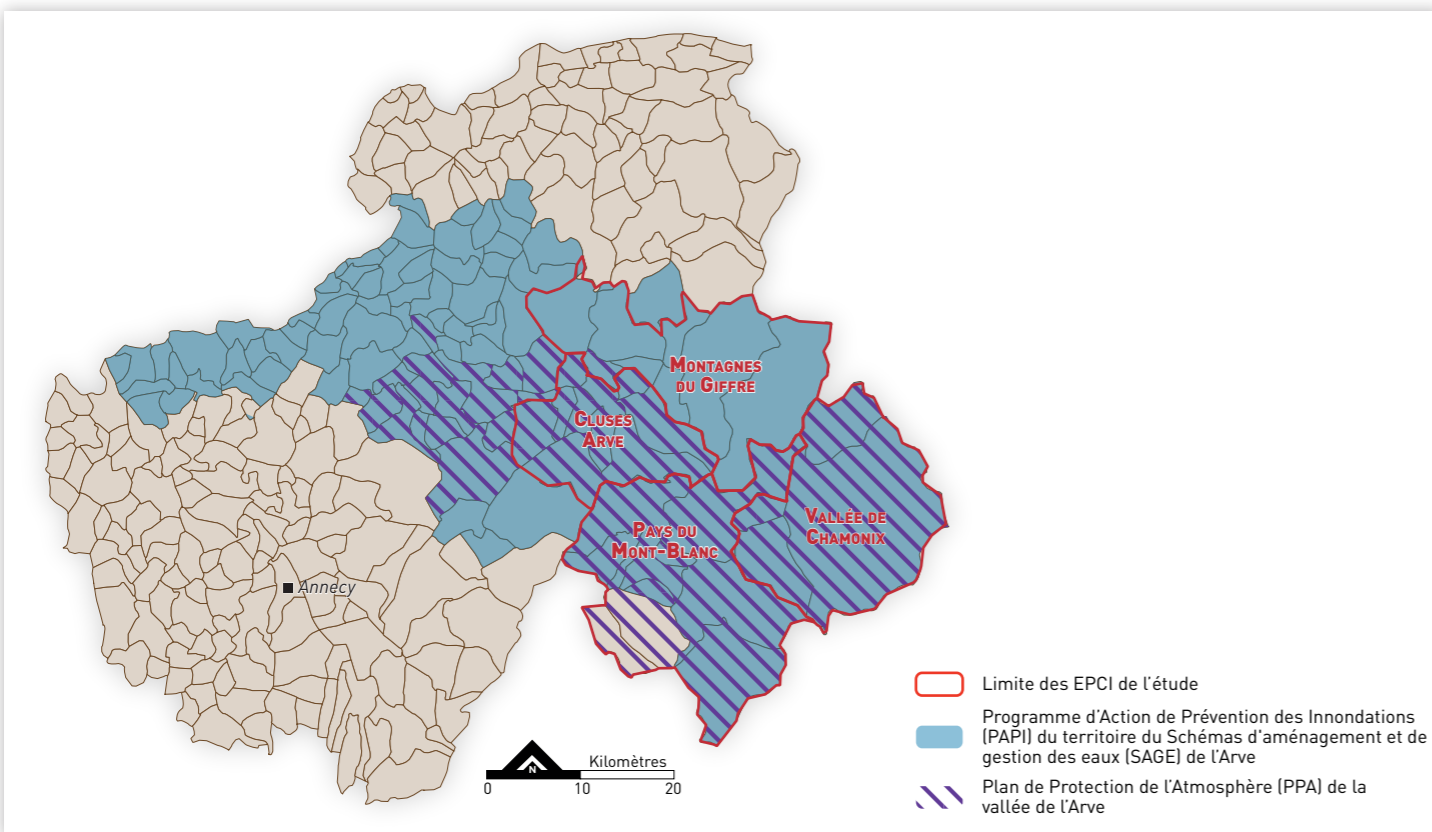 MONTAGNES
DU GIFFRE
CLUSES
ARVE
VALLÉE DE
CHAMONIX
PAYS DU
MONT-BLANC
Annecy
Kilomètres
N
0 10 20
Limite des EPCI de l'étude
Programme d'Action de Prévention des Innondations
(PAPI) du territoire du Schémas d'aménagement et de
gestion des eaux (SAGE) de l'Arve
Plan de Protection de l'Atmosphère (PPA) de la
vallée de l'Arve